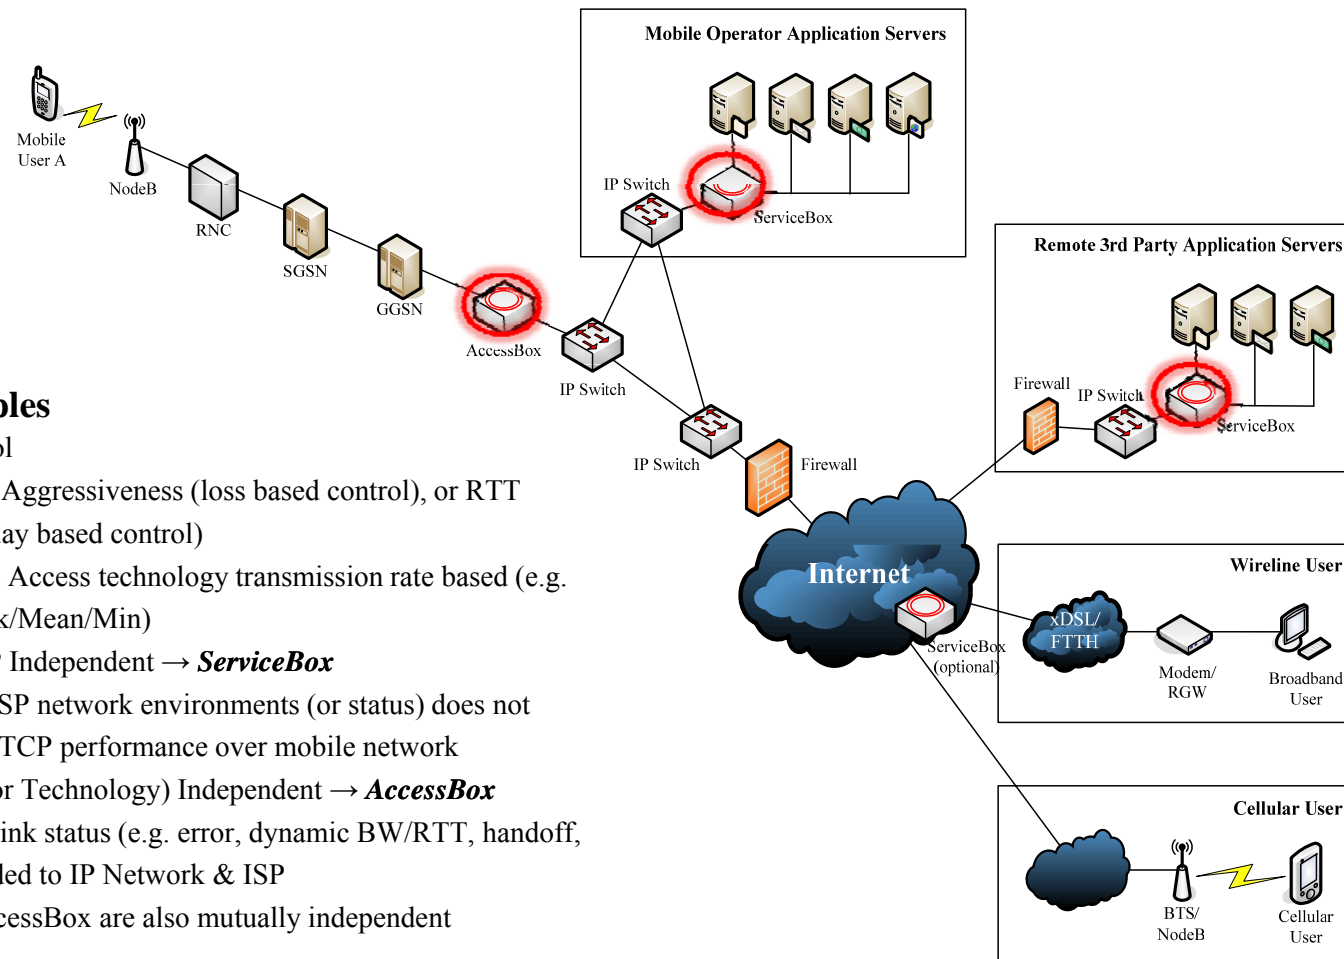 Mobile Operator Application Servers
Mobile
User A
NodeB
RNC
SGSN
GGSN
AccessBox
IP Switch
IP Switch
ServiceBox
IP Switch
Firewall
Remote 3rd Party Application Servers
Firewall
IP Switch
ServiceBox
Internet
ServiceBox
(optional)
Wireline User
xDSL/
FTTH
Modem/
RGW
Broadband
User
Cellular User
BTS/
NodeB
Cellular
User
Aggressiveness (loss based control), or RTT
based control)
Access technology transmission rate based (e.g.
/Mean/Min)
Independent → ServiceBox
SP network environments (or status) does not
TCP performance over mobile network
or Technology) Independent → AccessBox
ink status (e.g. error, dynamic BW/RTT, handoff,
led to IP Network & ISP
cessBox are also mutually independent